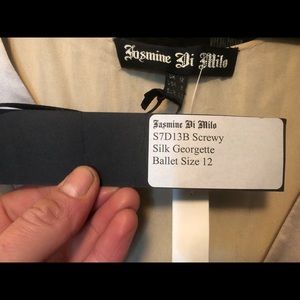 Jasmine Di Milo
Jasmine Di Milo
S7D13B Screwy
Silk Georgette
Ballet Size 12